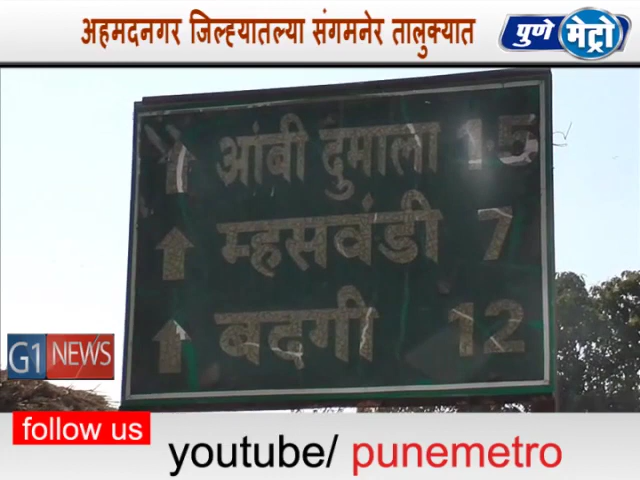 अहमदनगर जिल्ह्यातल्या संगमनेर तालुक्यात
पुणे मेट्रो
आंबी दुमाला 15
म्हसवंडी 7
बदगी 12
G1 NEWS
follow us
youtube/ punemetro